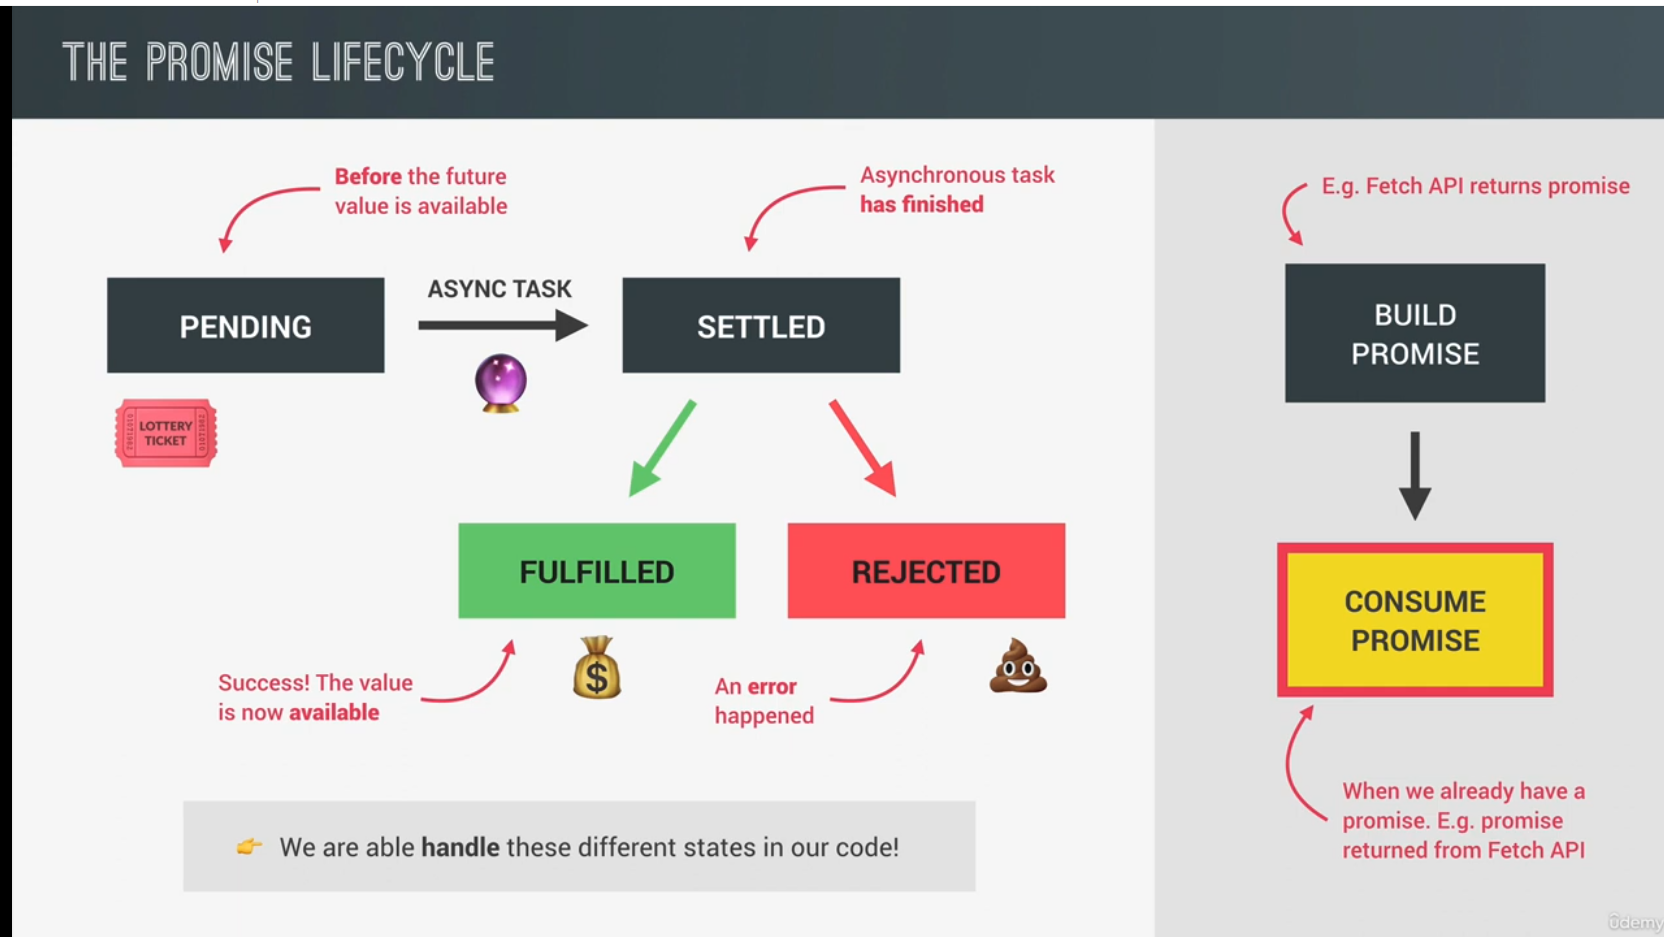 THE PROMISE LIFECYCLE
Before the future
value is available
Asynchronous task
has finished
E.g. Fetch API returns promise
PENDING
ASYNC TASK
SETTLED
BUILD
PROMISE
LOTTERY
TICKET
FULFILLED
REJECTED
CONSUME
PROMISE
$
Success! The value
is now available
An error
happened
When we already have a
promise. E.g. promise
returned from Fetch API
We are able handle these different states in our code!
ûdemy